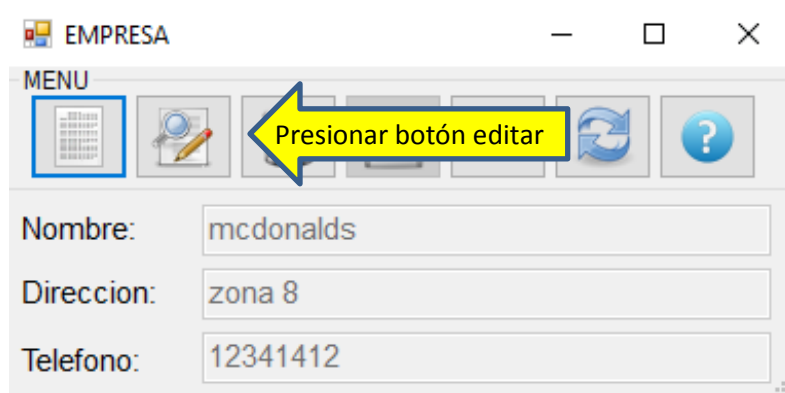 EMPRESA
MENU
Presionar botón editar
?
Nombre: mcdonalds
Direccion: zona 8
Telefono: 12341412